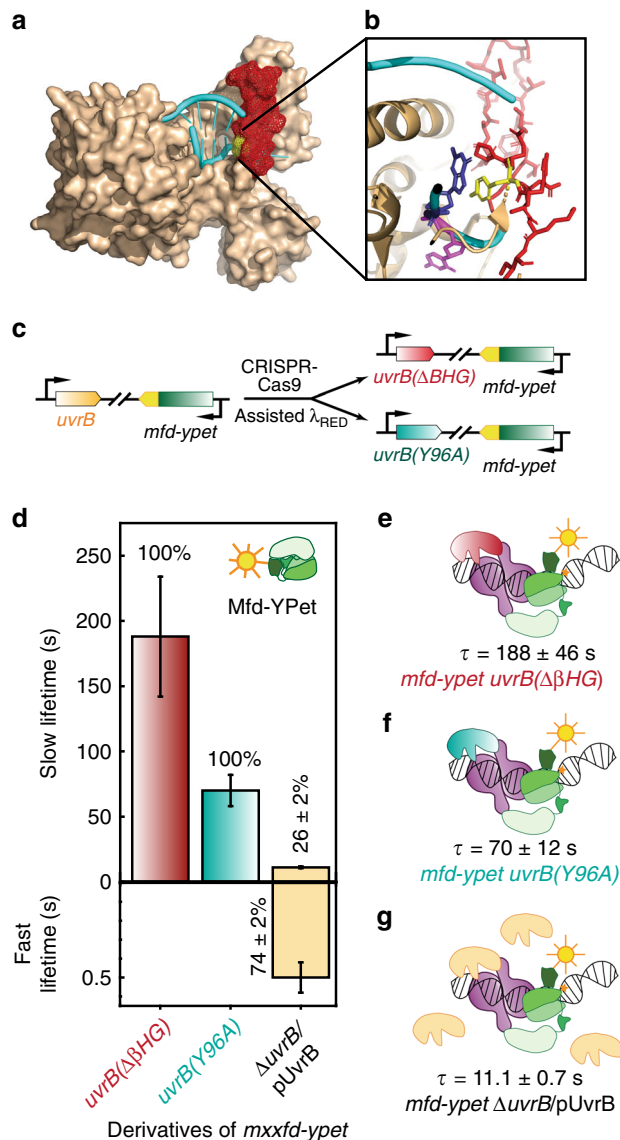 a
b
c
uvrB
mfd-ypet
CRISPR-
Cas9
Assisted λRED
uvrB(ΔBHG)
mfd-ypet
uvrB(Y96A)
mfd-ypet
d
Slow lifetime (s)
250
200
150
100
50
0
Fast
lifetime (s)
0.5
100%
100%
26 ± 2%
74 ± 2%
Mfd-YPet
uvrB(ΔβHG)
uvrB(Y96A)
ΔuvrB/
pUvrB
Derivatives of mxxfd-ypet
e
τ = 188 ± 46 s
mfd-ypet uvrB(ΔβHG)
f
τ = 70 ± 12 s
mfd-ypet uvrB(Y96A)
g
τ = 11.1 ± 0.7 s
mfd-ypet ΔuvrB/pUvrB